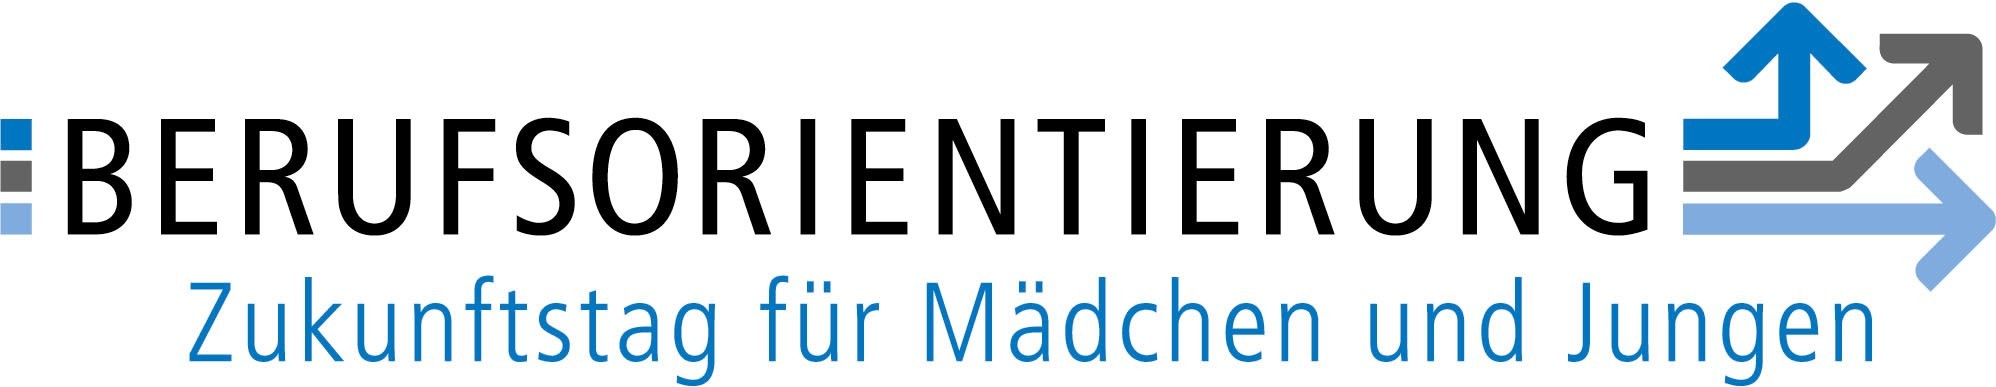 BERUFSORIENTIERUNG
Zukunftstag für Mädchen und Jungen